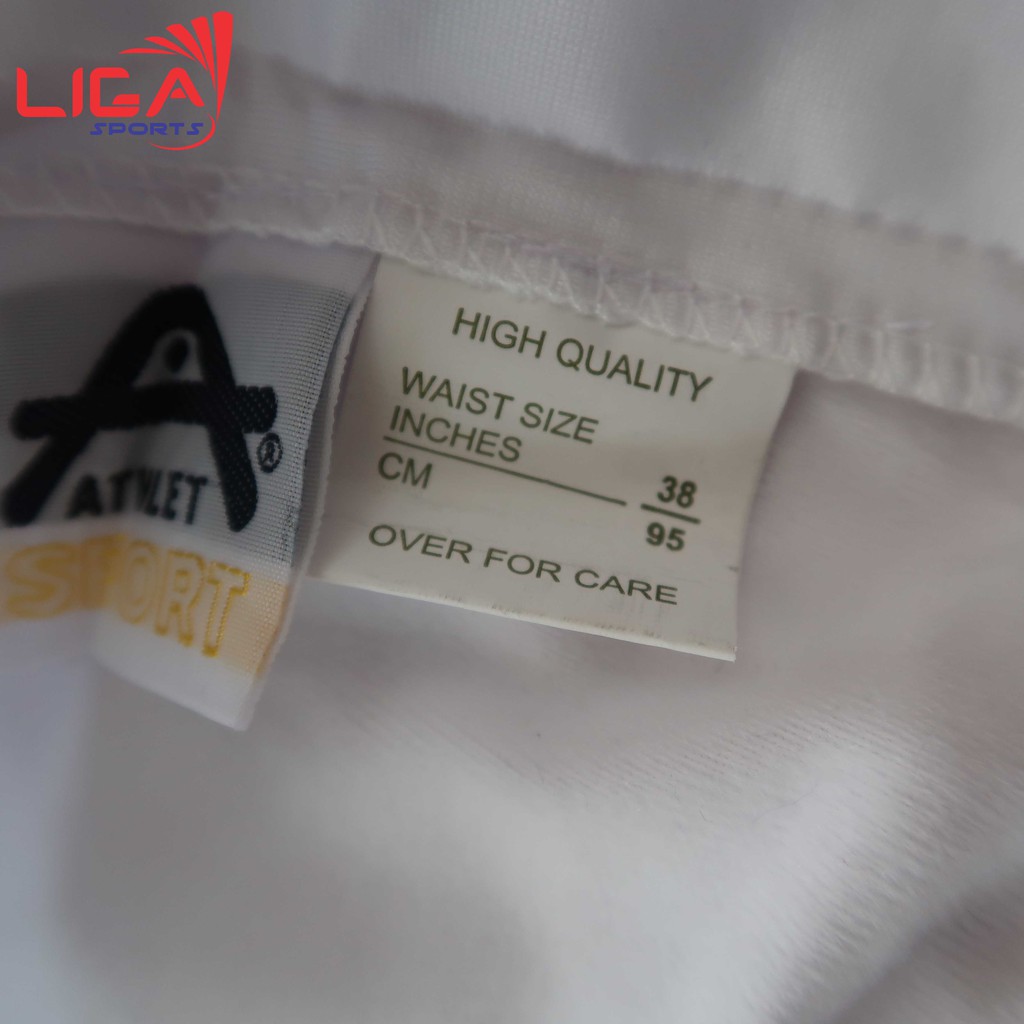 LIGA
SPORTS
HIGH QUALITY
WAIST SIZE
INCHES 38
CM 95
OVER FOR CARE
A
ATHLET
®
SPORT